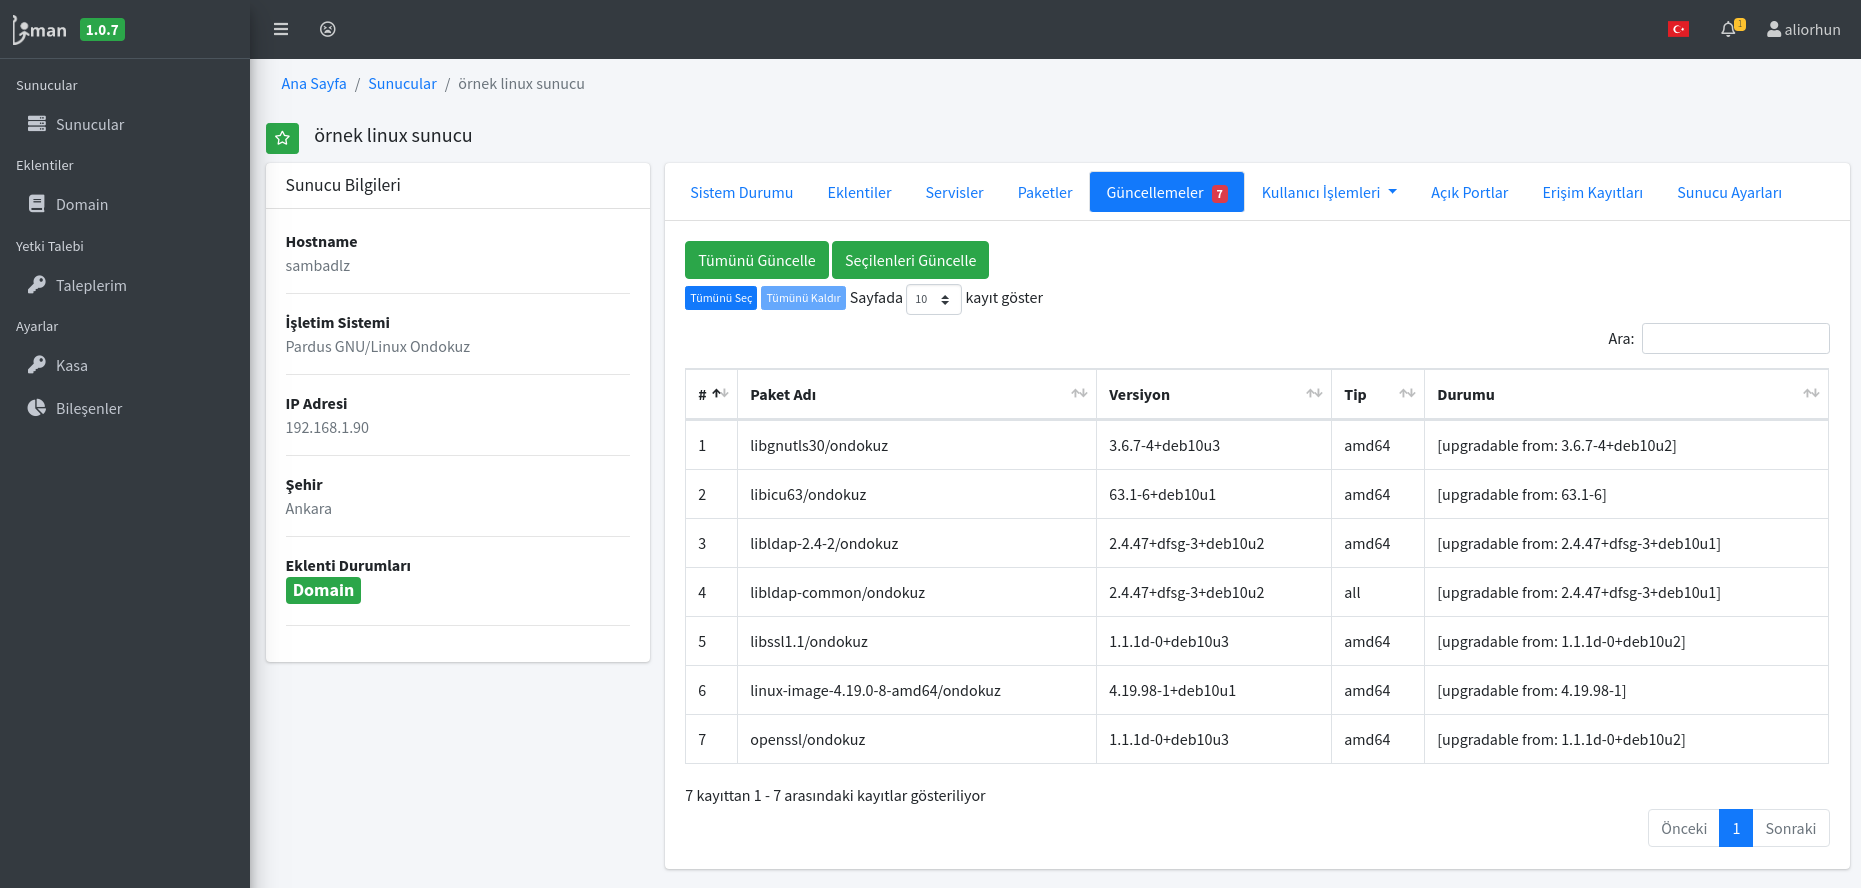 Liman 1.0.7
1
aliorhun
Sunucular
Sunucular
Eklentiler
Domain
Yetki Talebi
Taleplerim
Ayarlar
Kasa
Bileşenler
Ana Sayfa / Sunucular / örnek linux sunucu
örnek linux sunucu
Sunucu Bilgileri
Hostname
sambadlz
İşletim Sistemi
Pardus GNU/Linux Ondokuz
IP Adresi
192.168.1.90
Şehir
Ankara
Eklenti Durumları
Domain
Sistem Durumu Eklentiler Servisler Paketler Güncellemeler 7 Kullanıcı İşlemleri Açık Portlar Erişim Kayıtları Sunucu Ayarları
Tümünü Güncelle Seçilenleri Güncelle
Tümünü Seç Tümünü Kaldır Sayfada 10 kayıt göster
Ara:
# Paket Adı Versiyon Tip Durumu
1 libgnutls30/ondokuz 3.6.7-4+deb10u3 amd64 [upgradable from: 3.6.7-4+deb10u2]
2 libicu63/ondokuz 63.1-6+deb10u1 amd64 [upgradable from: 63.1-6]
3 libldap-2.4-2/ondokuz 2.4.47+dfsg-3+deb10u2 amd64 [upgradable from: 2.4.47+dfsg-3+deb10u1]
4 libldap-common/ondokuz 2.4.47+dfsg-3+deb10u2 all [upgradable from: 2.4.47+dfsg-3+deb10u1]
5 libssl1.1/ondokuz 1.1.1d-0+deb10u3 amd64 [upgradable from: 1.1.1d-0+deb10u2]
6 linux-image-4.19.0-8-amd64/ondokuz 4.19.98-1+deb10u1 amd64 [upgradable from: 4.19.98-1]
7 openssl/ondokuz 1.1.1d-0+deb10u3 amd64 [upgradable from: 1.1.1d-0+deb10u2]
7 kayıttan 1 - 7 arasındaki kayıtlar gösteriliyor
Önceki 1 Sonraki